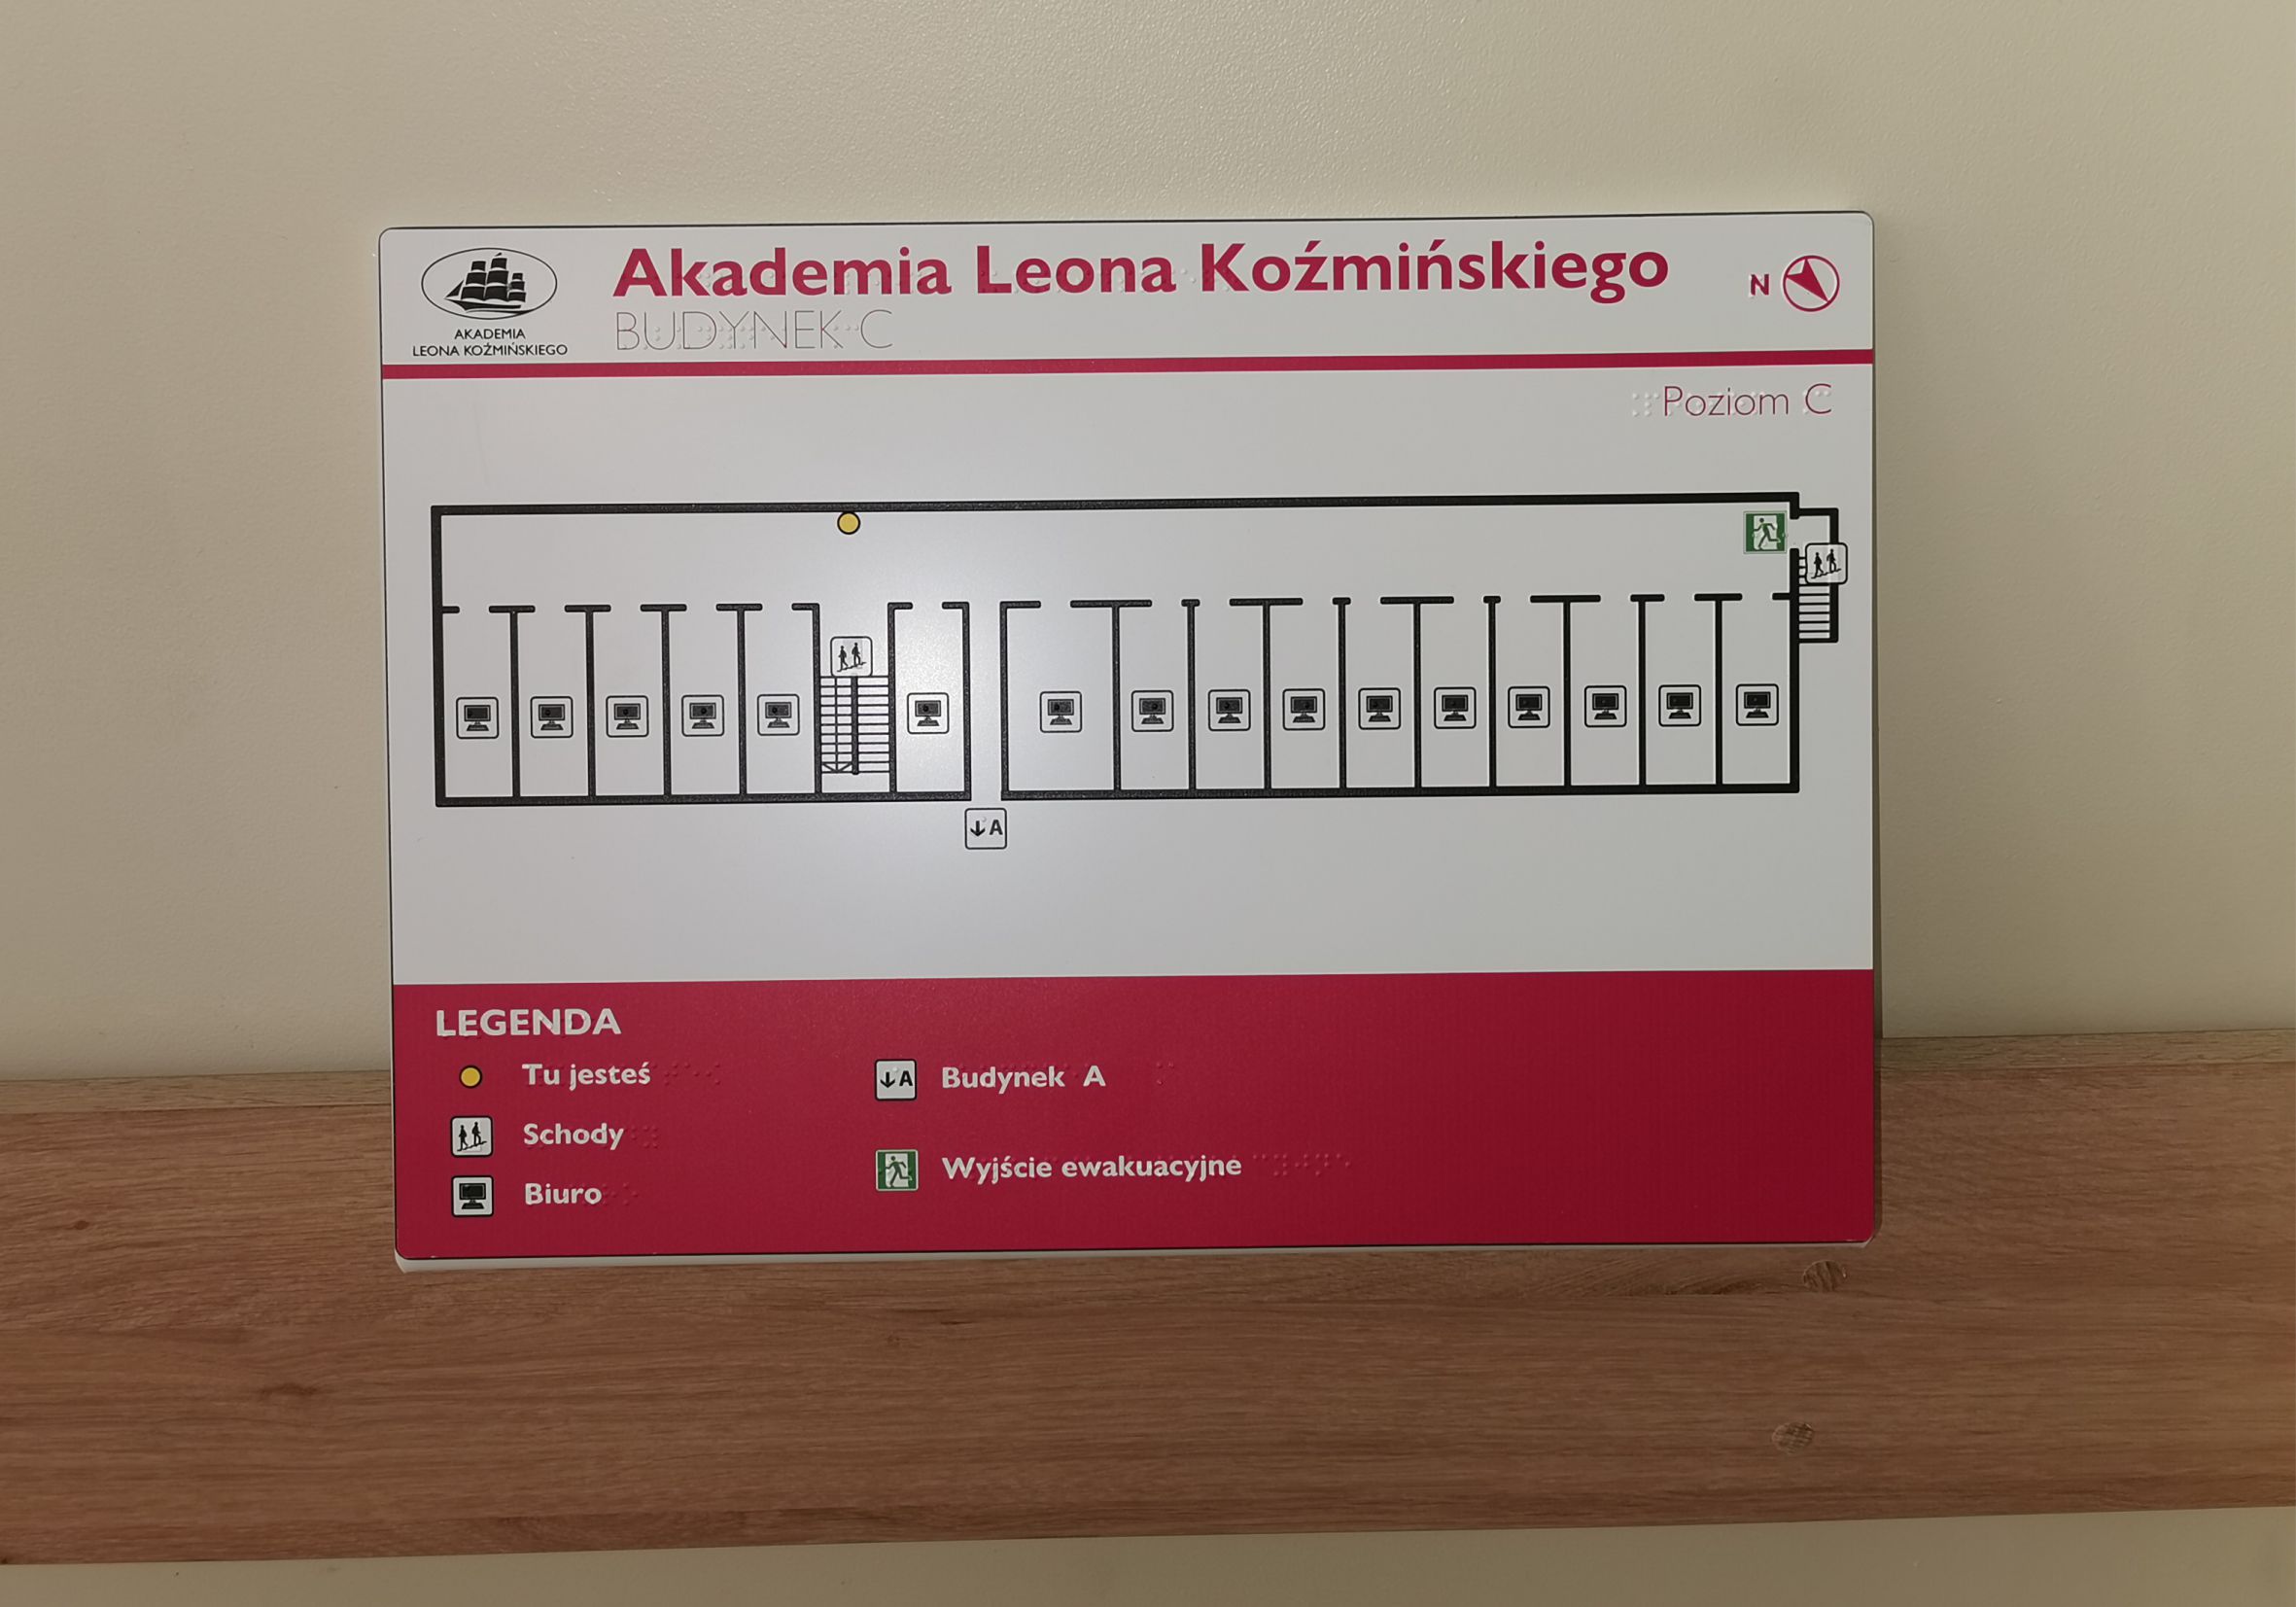 Akademia Leona Koźmińskiego
N
BUDYNEK C
AKADEMIA
LEONA KOŹMIŃSKIEGO
Poziom C
↓A
LEGENDA
Tu jesteś
Schody
Biuro
↓A Budynek A
Wyjście ewakuacyjne